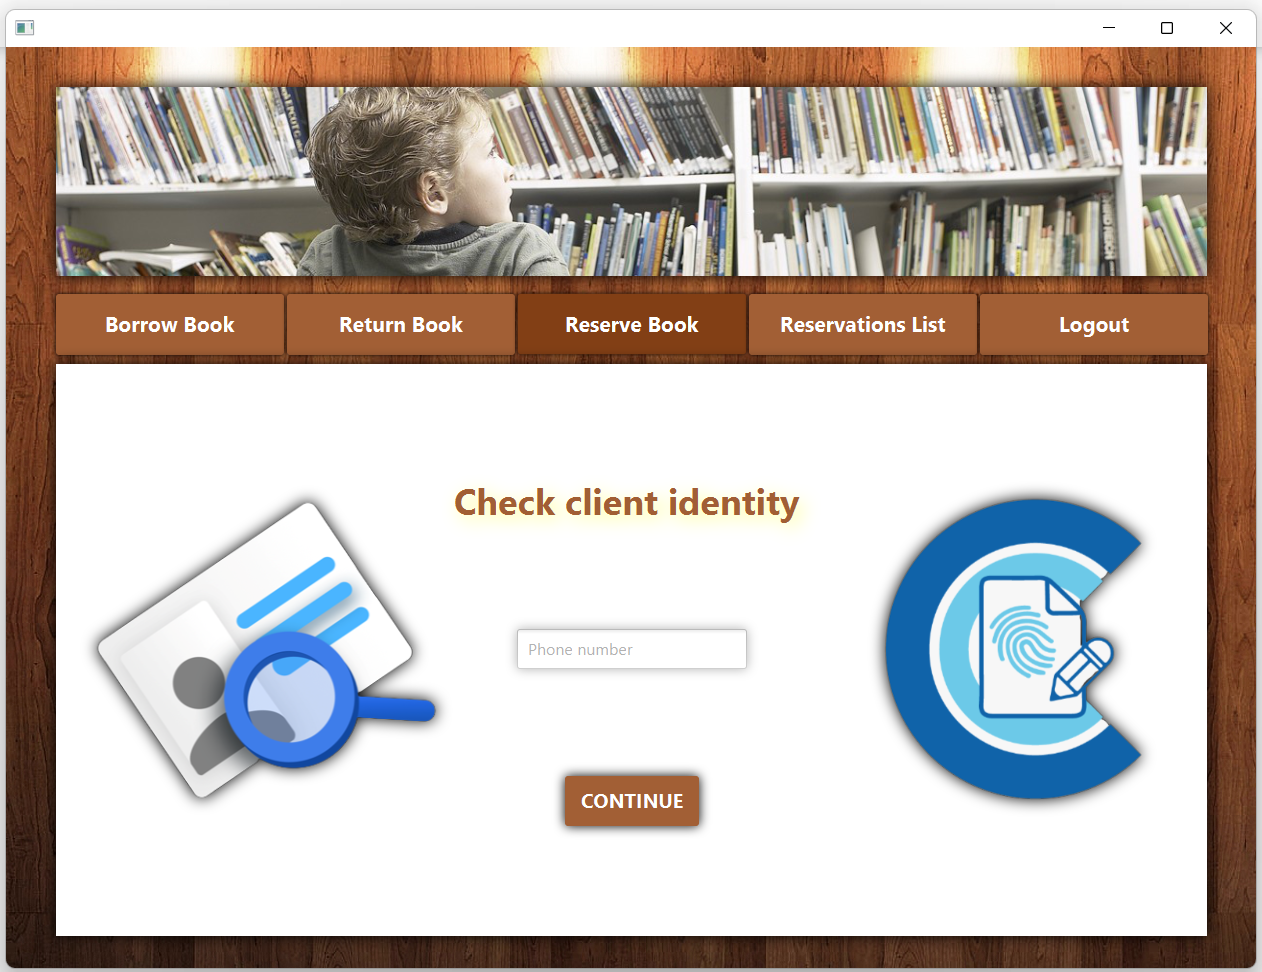 Borrow Book
Return Book
Reserve Book
Reservations List
Logout
Check client identity
Phone number
CONTINUE